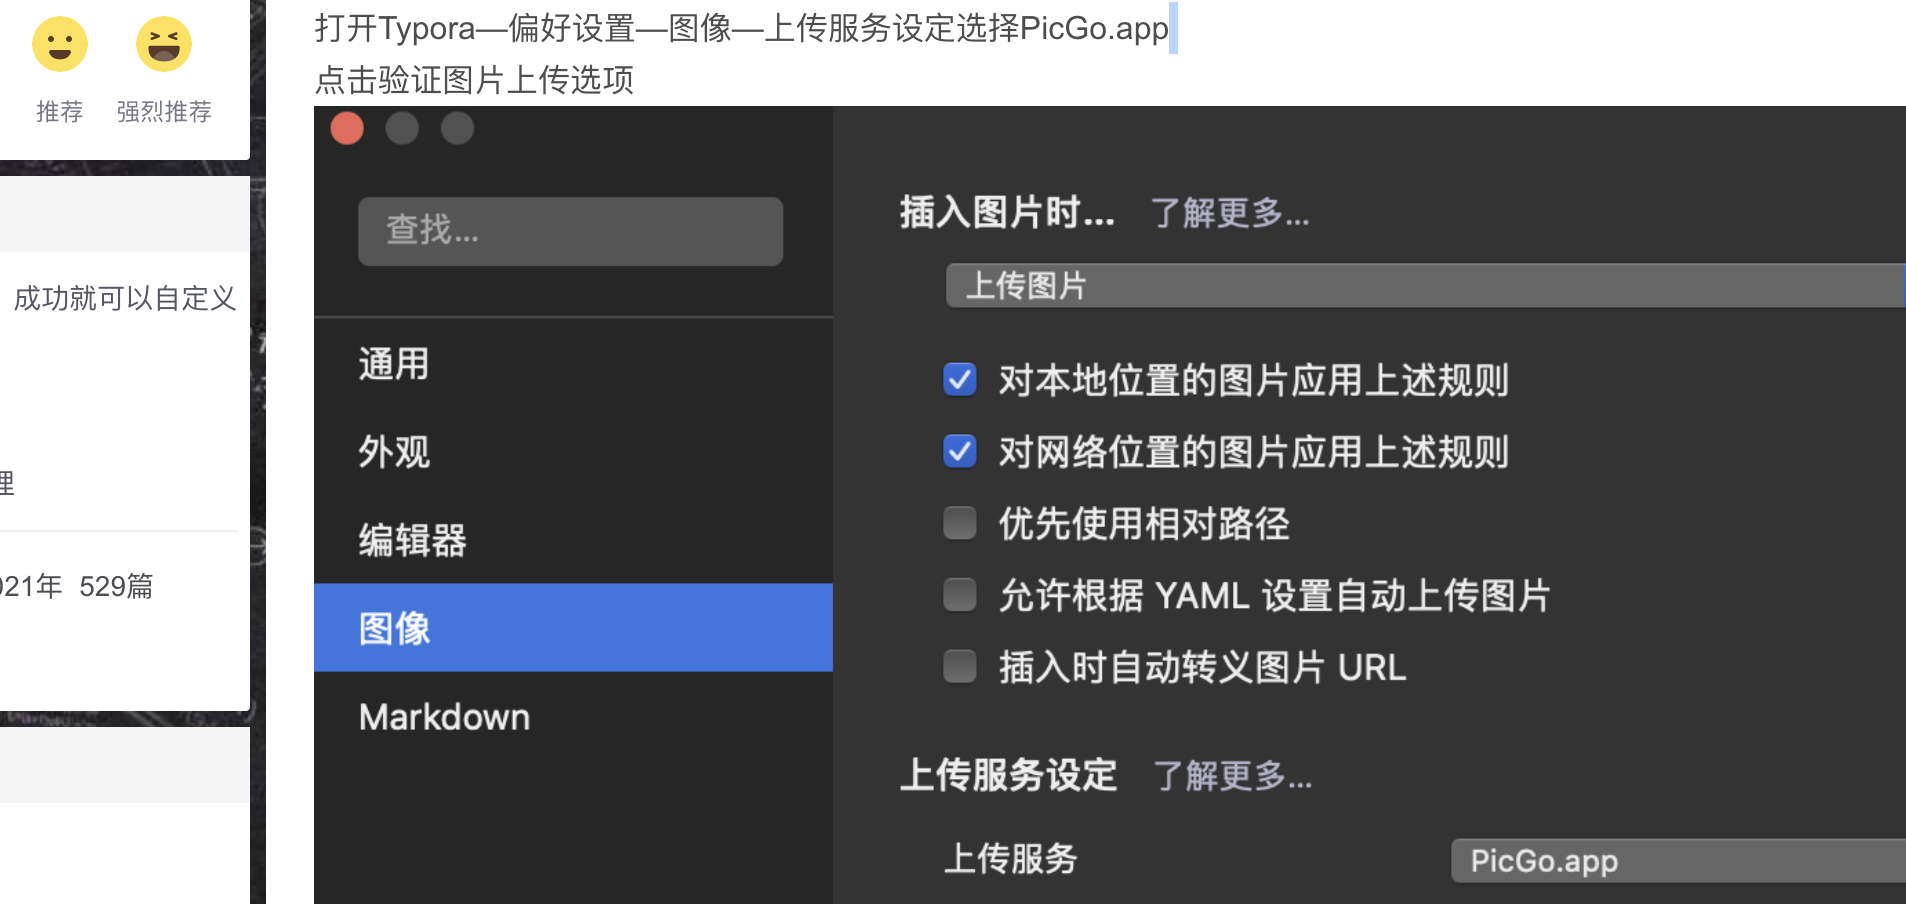 推荐
强烈推荐
成功就可以自定义
理
021年 529篇
打开Typora—偏好设置—图像—上传服务设定选择PicGo.app
点击验证图片上传选项
查找...
通用
外观
编辑器
图像
Markdown
插入图片时... 了解更多...
上传图片
对本地位置的图片应用上述规则
对网络位置的图片应用上述规则
优先使用相对路径
允许根据 YAML 设置自动上传图片
插入时自动转义图片 URL
上传服务设定 了解更多...
上传服务 PicGo.app